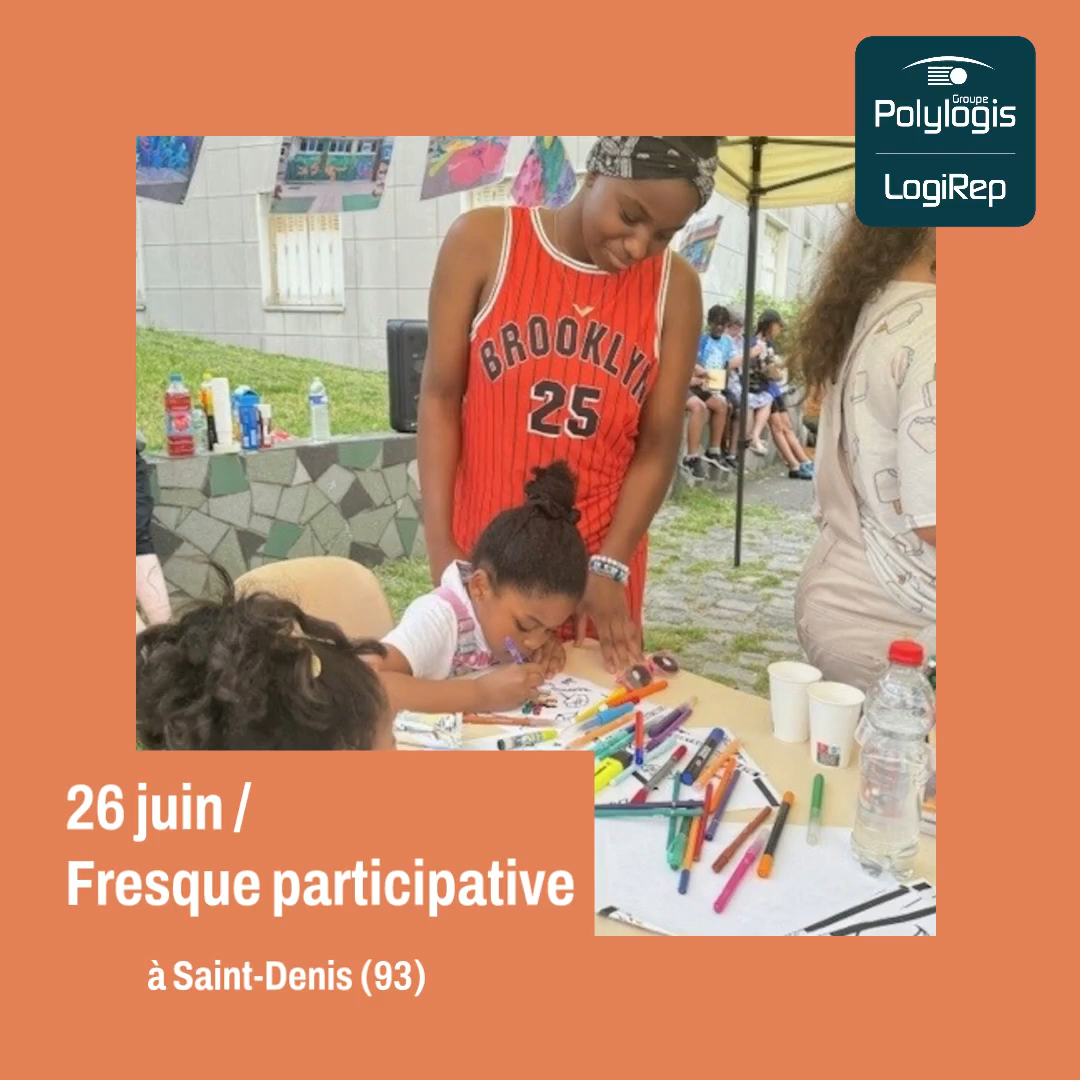 Groupe
Polylogis
LogiRep
BROOKLYN
25
26 juin /
Fresque participative
à Saint-Denis (93)